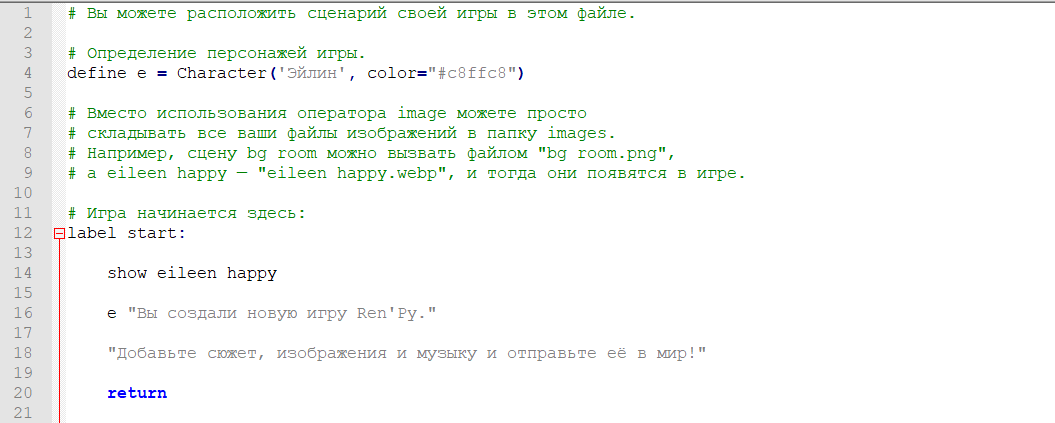 1 # Вы можете расположить сценарий своей игры в этом файле.
2
3 # Определение персонажей игры.
4 define e = Character('Эйлин', color="#c8ffc8")
5
6 # Вместо использования оператора image можете просто
7 # складывать все ваши файлы изображений в папку images.
8 # Например, сцену bg room можно вызвать файлом "bg room.png",
9 # а eileen happy — "eileen happy.webp", и тогда они появятся в игре.
10
11 # Игра начинается здесь:
12 label start:
13
14     show eileen happy
15
16     e "Вы создали новую игру Ren'Py."
17
18     "Добавьте сюжет, изображения и музыку и отправьте её в мир!"
19
20     return
21